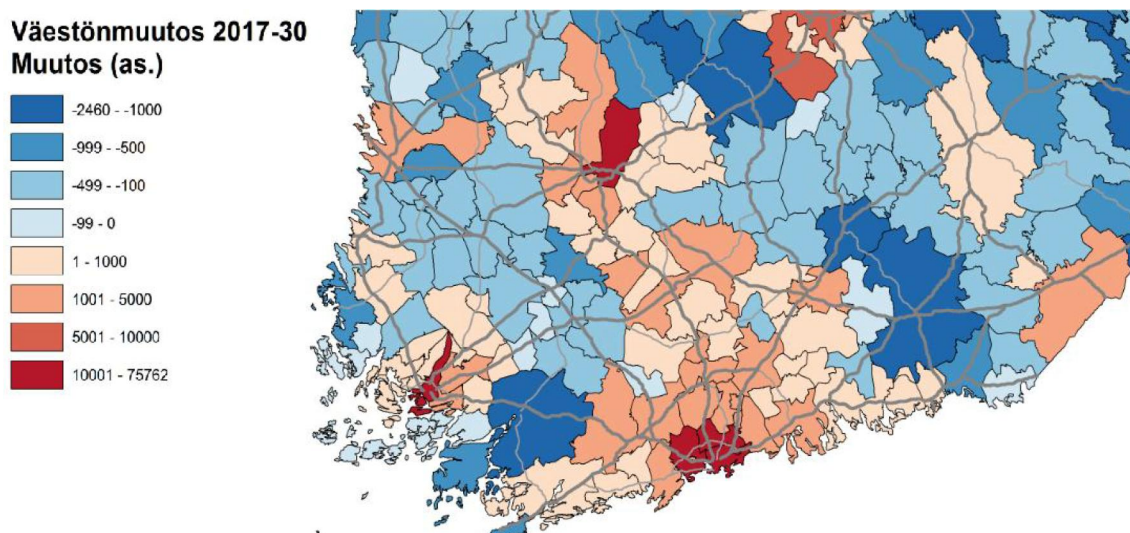 Väestönmuutos 2017-30
Muutos (as.)
-2460 - -1000
-999 - -500
-499 - -100
-99 - 0
1 - 1000
1001 - 5000
5001 - 10000
10001 - 75762